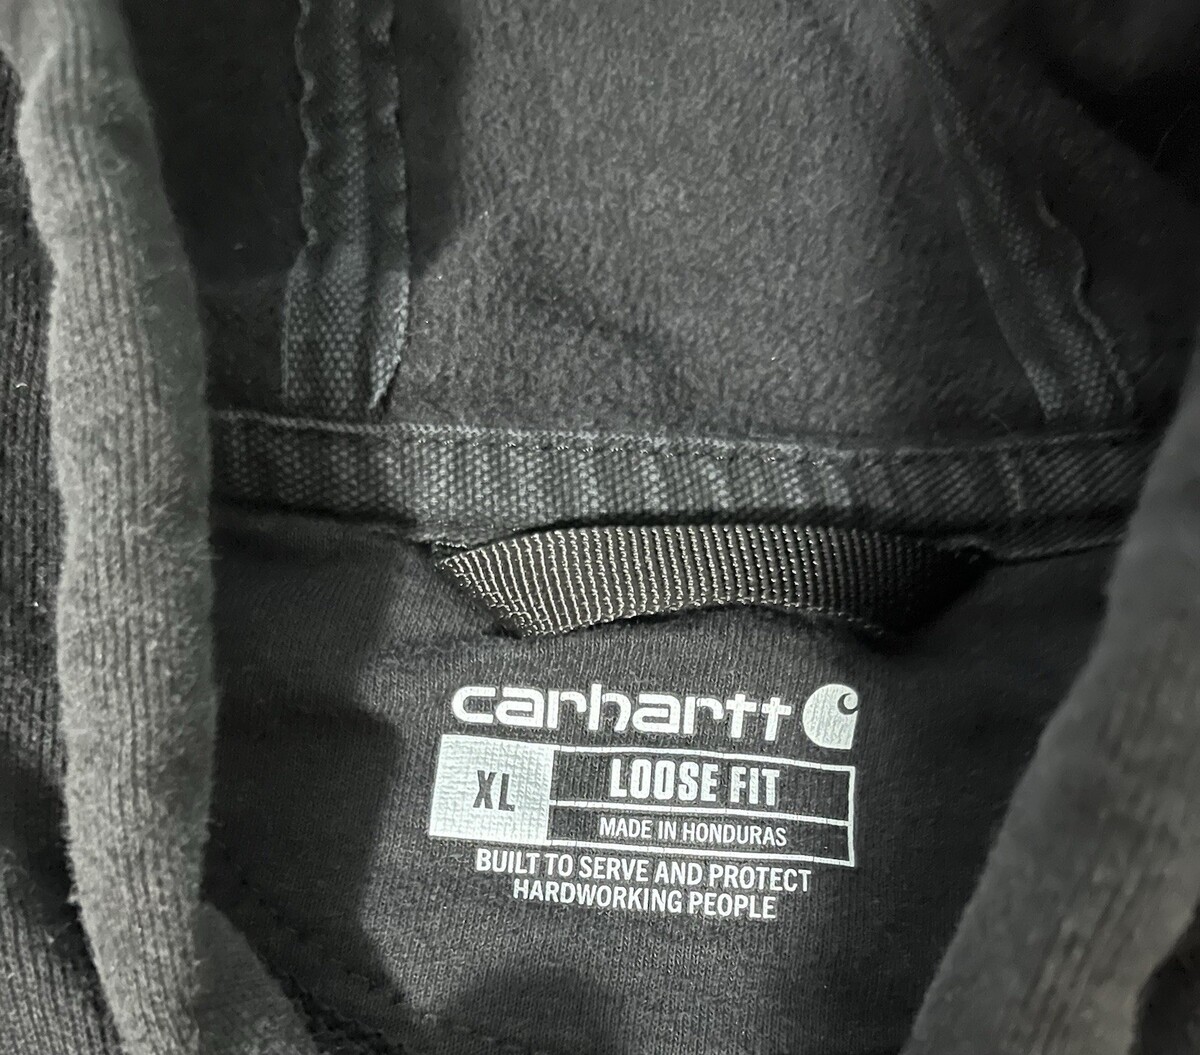 carhartt
XL
LOOSE FIT
MADE IN HONDURAS
BUILT TO SERVE AND PROTECT
HARDWORKING PEOPLE